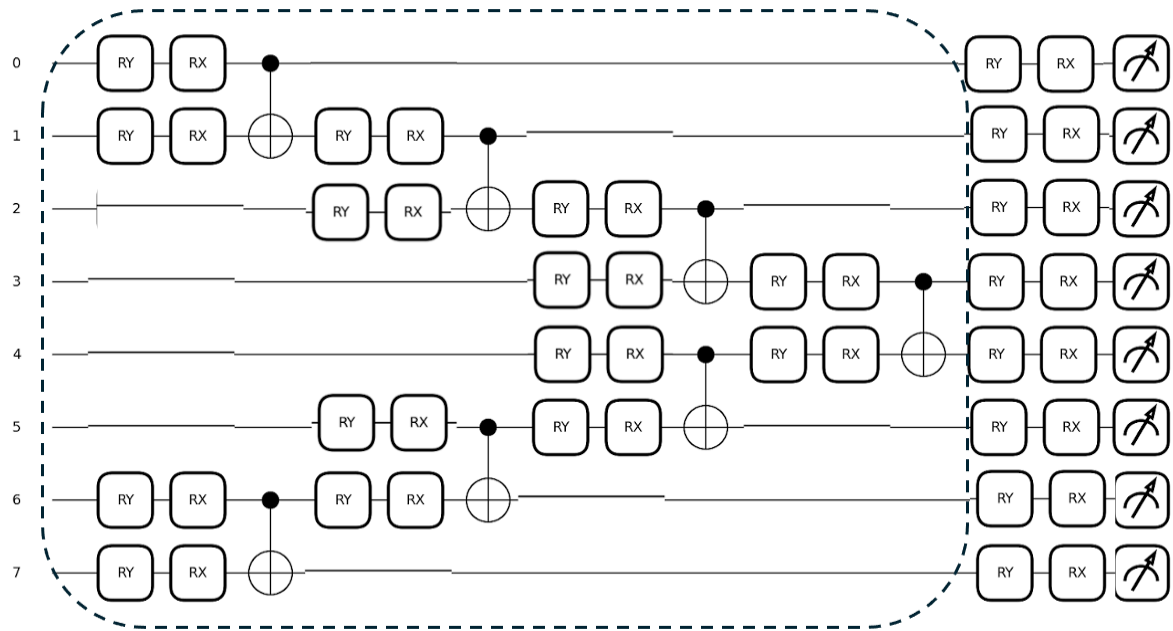 0 RY RX RY RX
1 RY RX RY RX RY RX
2 RY RX RY RX RY RX
3 RY RX RY RX RY RX
4 RY RX RY RX RY RX
5 RY RX RY RX RY RX
6 RY RX RY RX RY RX
7 RY RX RY RX